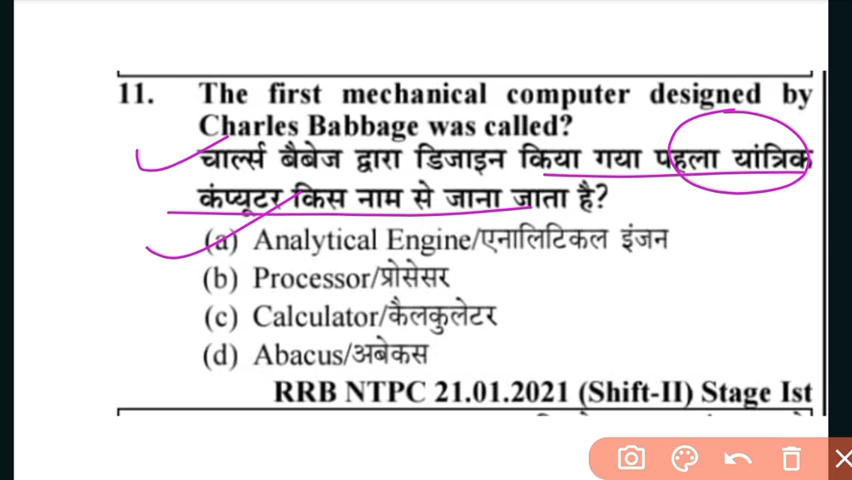 11. The first mechanical computer designed by
Charles Babbage was called?
चार्ल्स बैबेज द्वारा डिजाइन किया गया पहला यांत्रिक
कंप्यूटर किस नाम से जाना जाता है?
(a) Analytical Engine/एनालिटिकल इंजन
(b) Processor/प्रोसेसर
(c) Calculator/कैलकुलेटर
(d) Abacus/अबेकस
RRB NTPC 21.01.2021 (Shift-II) Stage Ist